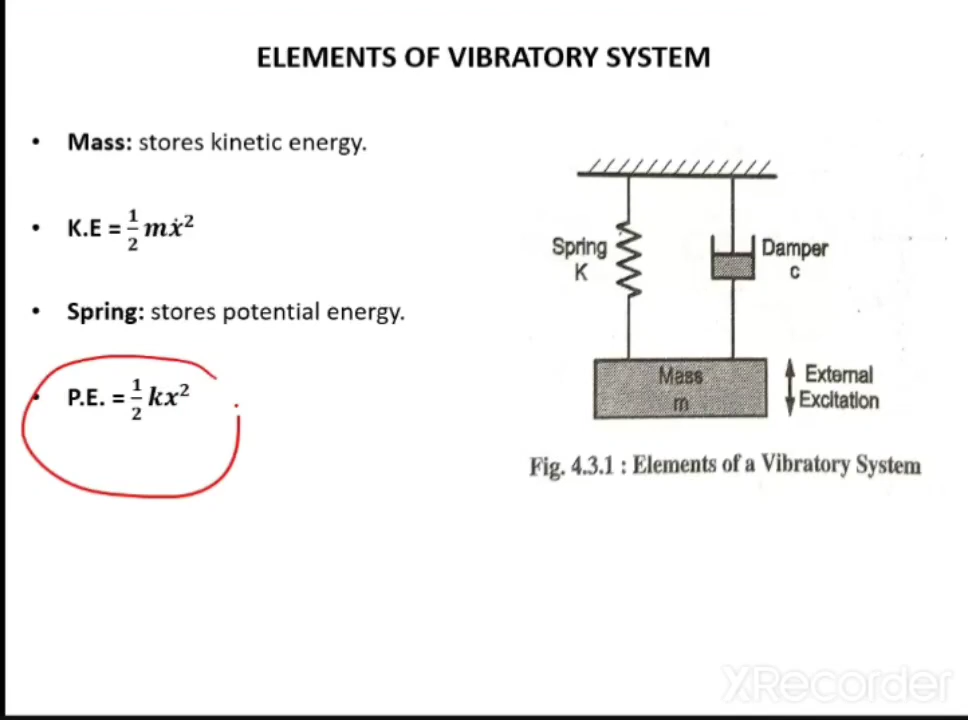 ELEMENTS OF VIBRATORY SYSTEM
• Mass: stores kinetic energy.
• K.E = 1/2 mẋ²
• Spring: stores potential energy.
• P.E. = 1/2 kx²
Spring
K
Damper
c
Mass
m
External
Excitation
Fig. 4.3.1 : Elements of a Vibratory System
XRecorder